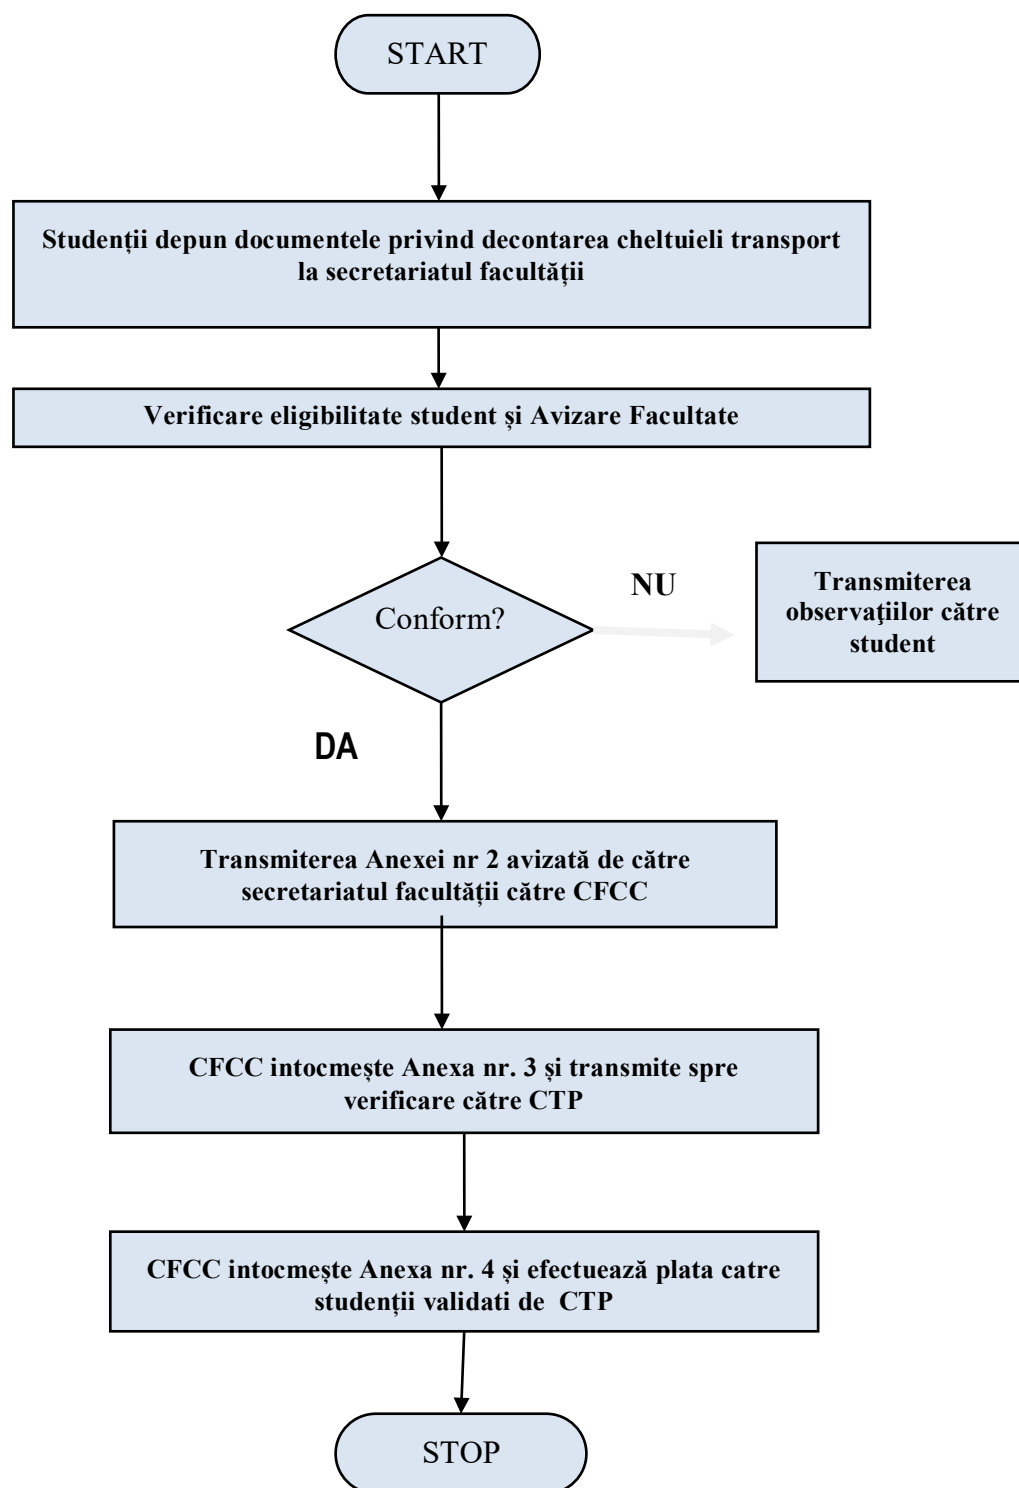 START
Studenții depun documentele privind decontarea cheltuieli transport
la secretariatul facultății
Verificare eligibilitate student și Avizare Facultate
Conform?
NU
Transmiterea
observaţiilor către
student
DA
Transmiterea Anexei nr 2 avizată de către
secretariatul facultății către CFCC
CFCC intocmește Anexa nr. 3 și transmite spre
verificare către CTP
CFCC intocmește Anexa nr. 4 și efectuează plata catre
studenții validati de  CTP
STOP